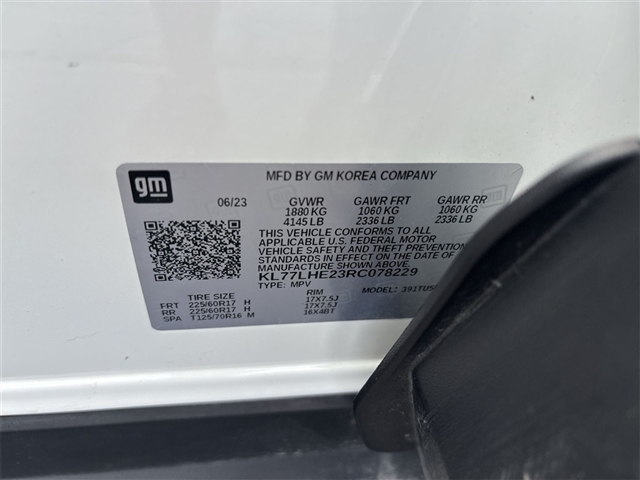 gm
MFD BY GM KOREA COMPANY
06/23 GVWR GAWR FRT GAWR RR
1880 KG 1060 KG 1060 KG
4145 LB 2336 LB 2336 LB
THIS VEHICLE CONFORMS TO ALL
APPLICABLE U.S. FEDERAL MOTOR
VEHICLE SAFETY AND THEFT PREVENTION
STANDARDS IN EFFECT ON THE DATE OF
KL77LHE23RC078229
TYPE: MPV MODEL: 391TUS
TIRE SIZE RIM
FRT 225/60R17 H 17X7.5J
RR 225/60R17 H 17X7.5J
SPA T125/70R16 M 16X4BT